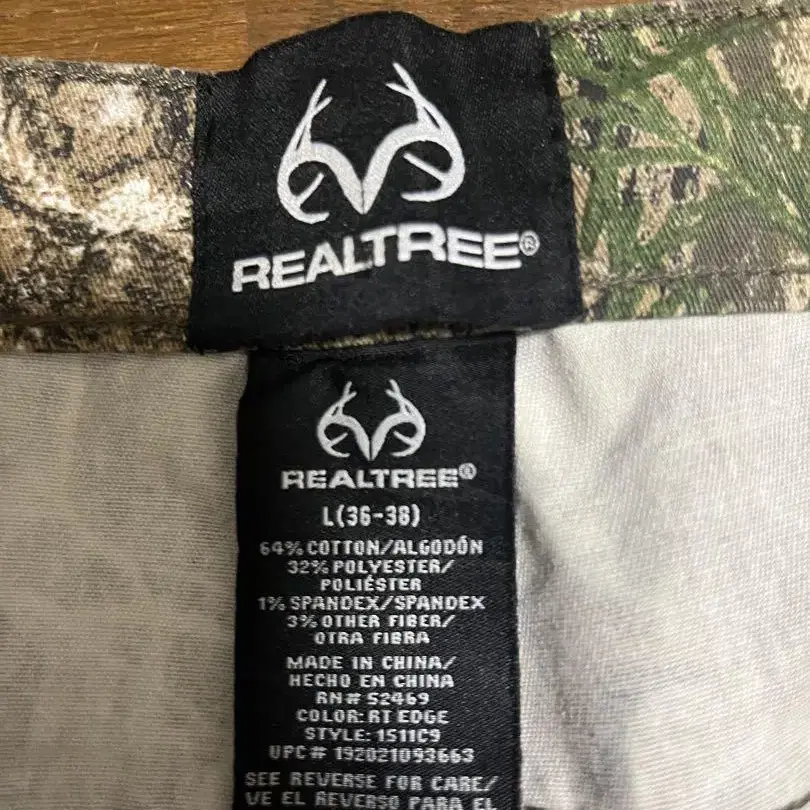 REALTREE®
REALTREE®
L(36-38)
64% COTTON/ALGODÓN
32% POLYESTER/
POLIÉSTER
1% SPANDEX/SPANDEX
3% OTHER FIBER/
OTRA FIBRA
MADE IN CHINA/
HECHO EN CHINA
RN# 52469
COLOR: RT EDGE
STYLE: 1511C9
UPC# 192021093663
SEE REVERSE FOR CARE/
VE EL REVERSO PARA EL